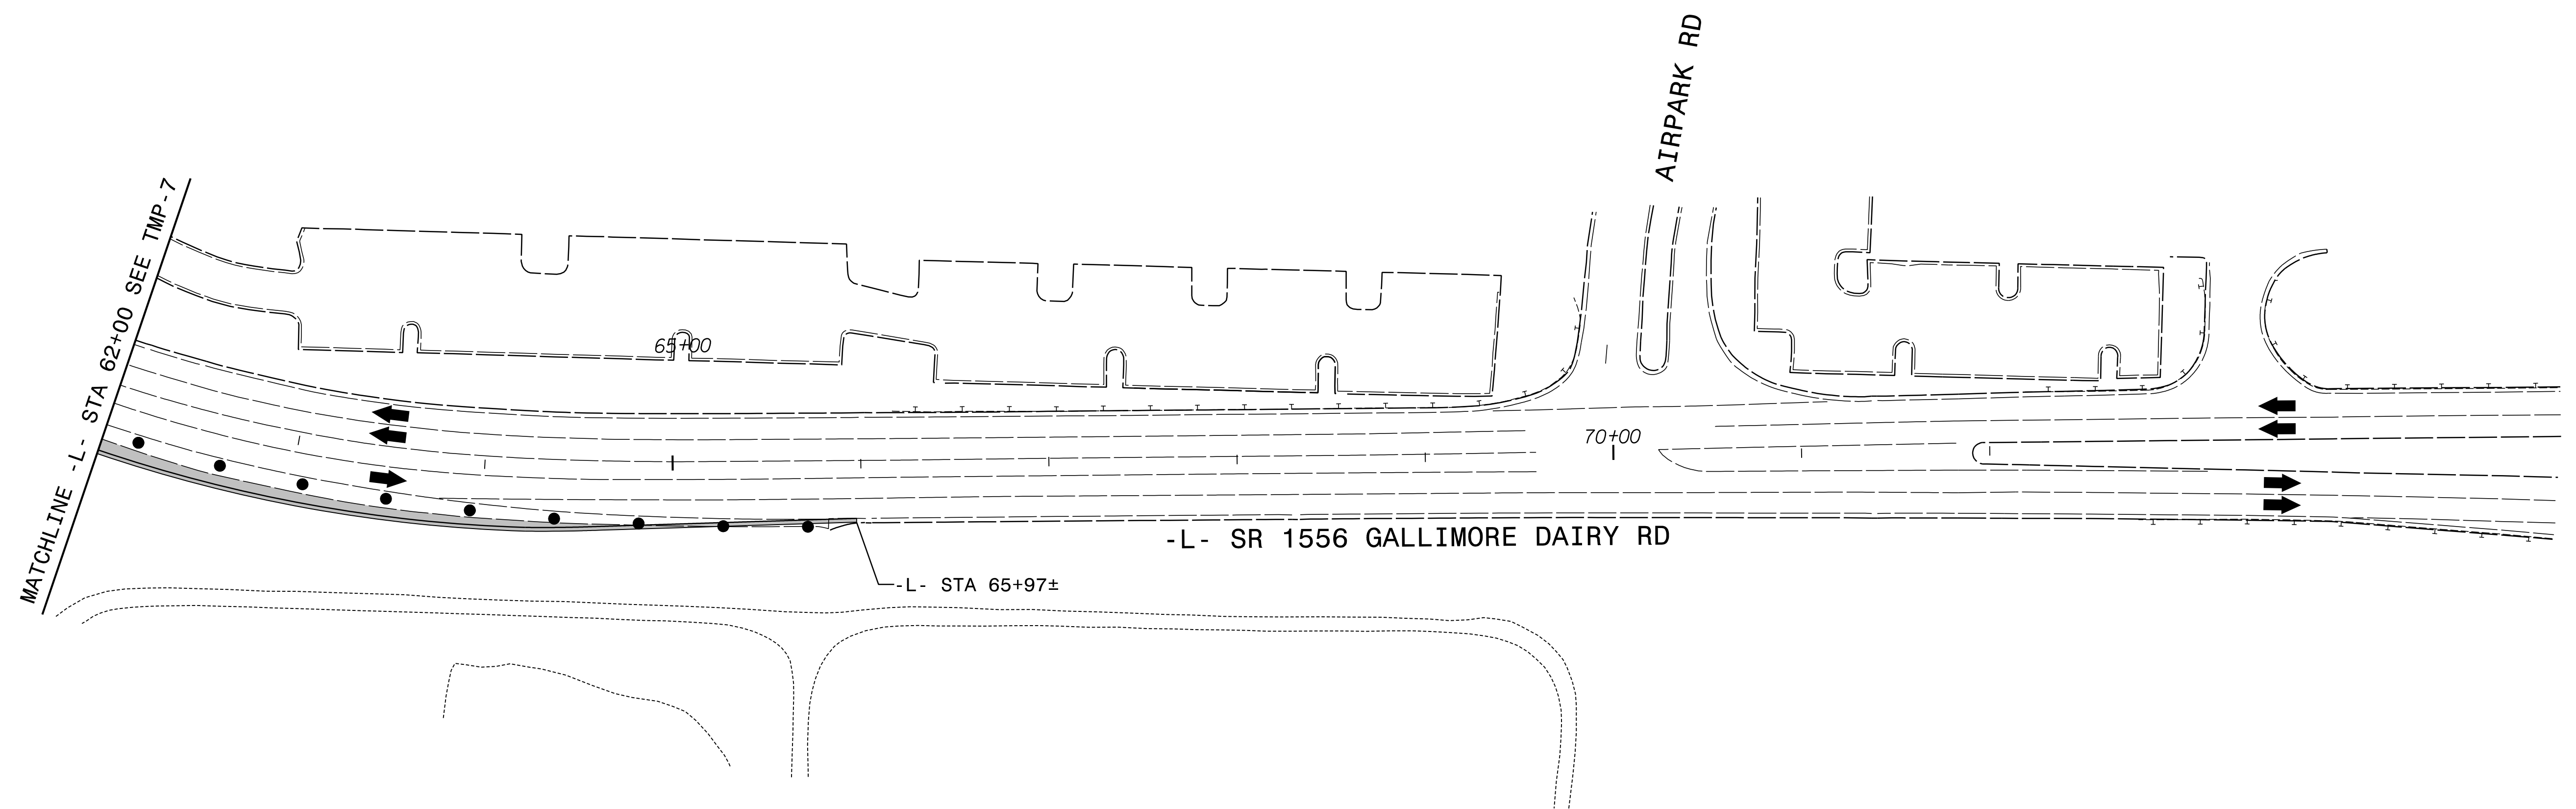 AIRPARK RD
MATCHLINE -L- STA 62+00 SEE TMP-7
65+00
70+00
-L- SR 1556 GALLIMORE DAIRY RD
-L- STA 65+97±